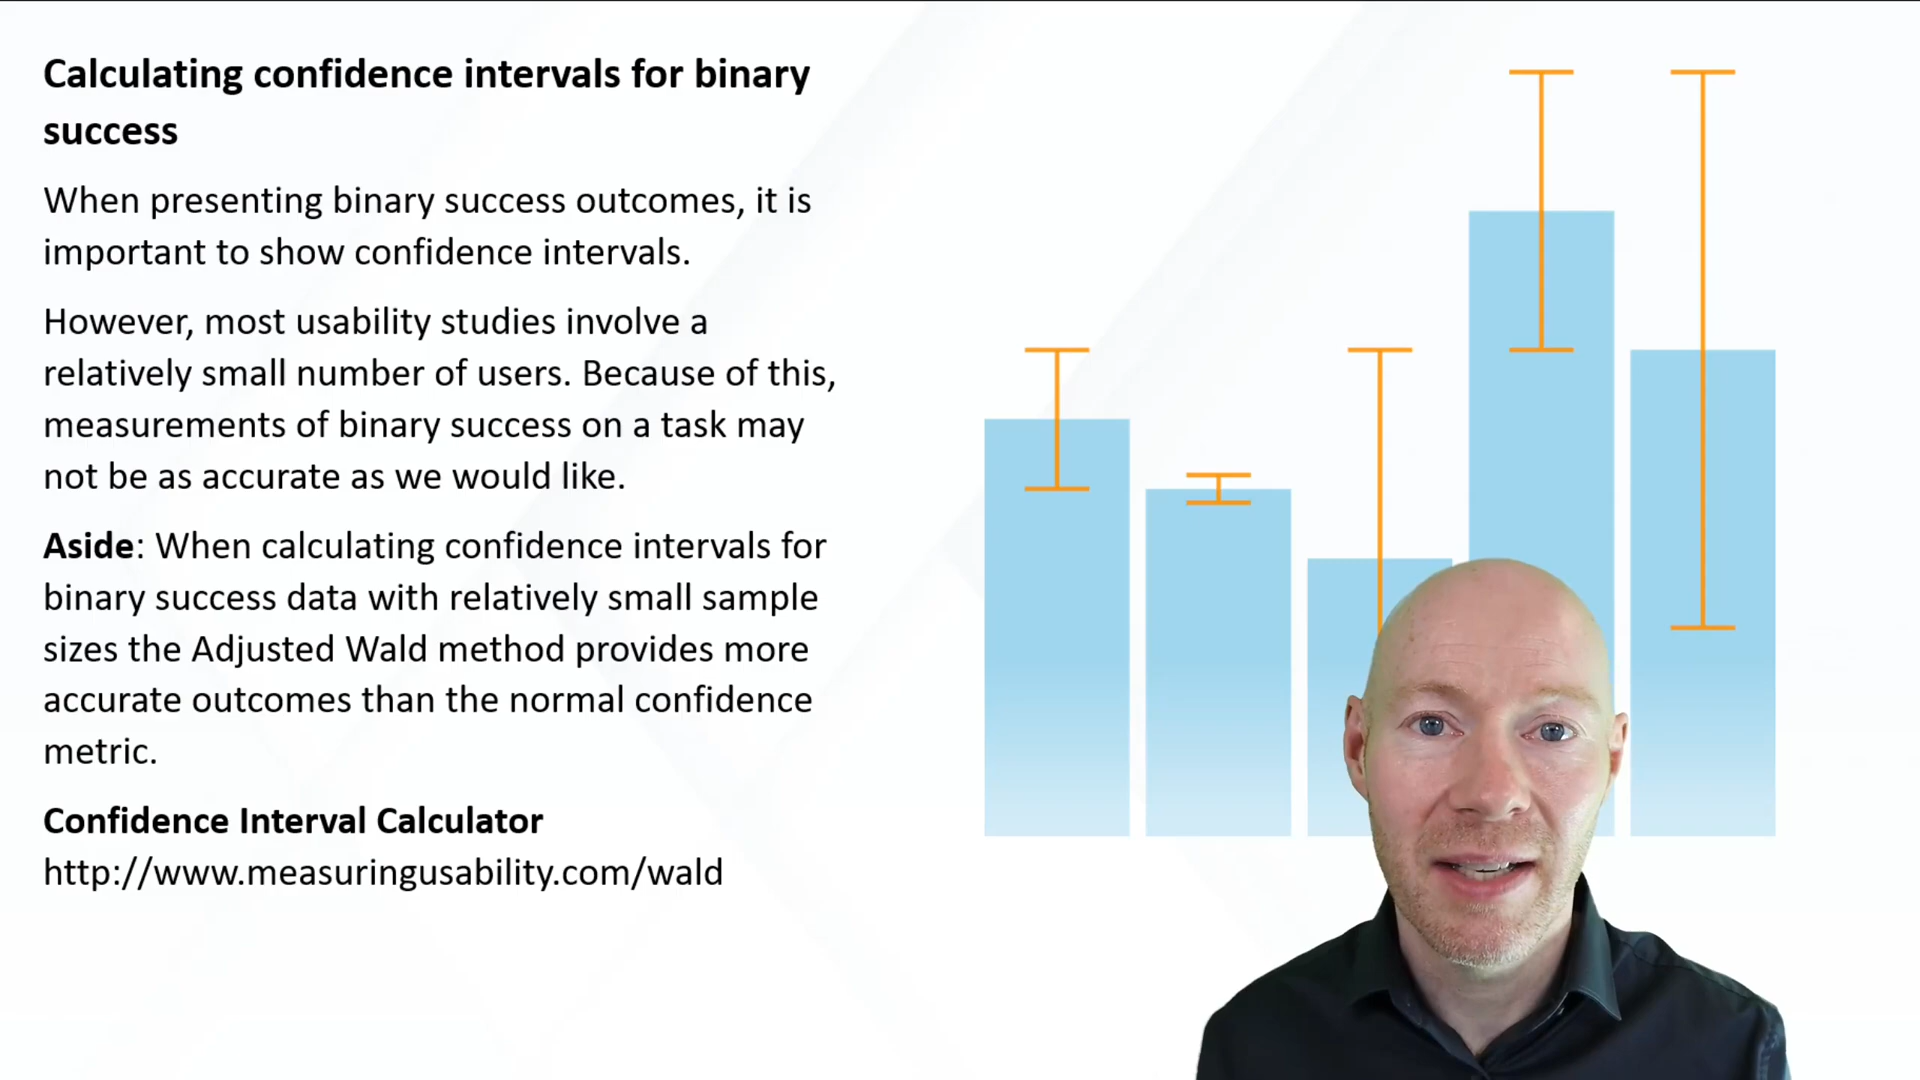 Calculating confidence intervals for binary
success
When presenting binary success outcomes, it is
important to show confidence intervals.
However, most usability studies involve a
relatively small number of users. Because of this,
measurements of binary success on a task may
not be as accurate as we would like.
Aside: When calculating confidence intervals for
binary success data with relatively small sample
sizes the Adjusted Wald method provides more
accurate outcomes than the normal confidence
metric.
Confidence Interval Calculator
http://www.measuringusability.com/wald